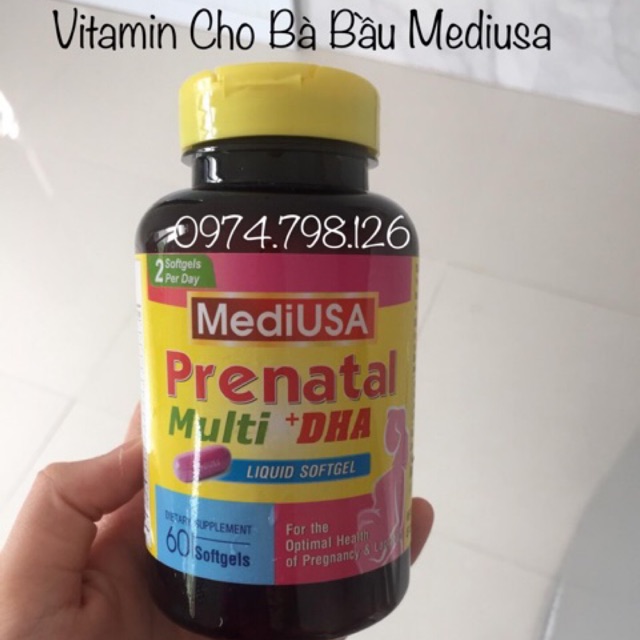 Vitamin Cho Bà Bầu Mediusa
0974.798.126
2 Softgels
Per Day
MediUSA
Prenatal
Multi +DHA
LIQUID SOFTGEL
DIETARY SUPPLEMENT
60 Softgels
For the
Optimal Health
of Pregnancy &